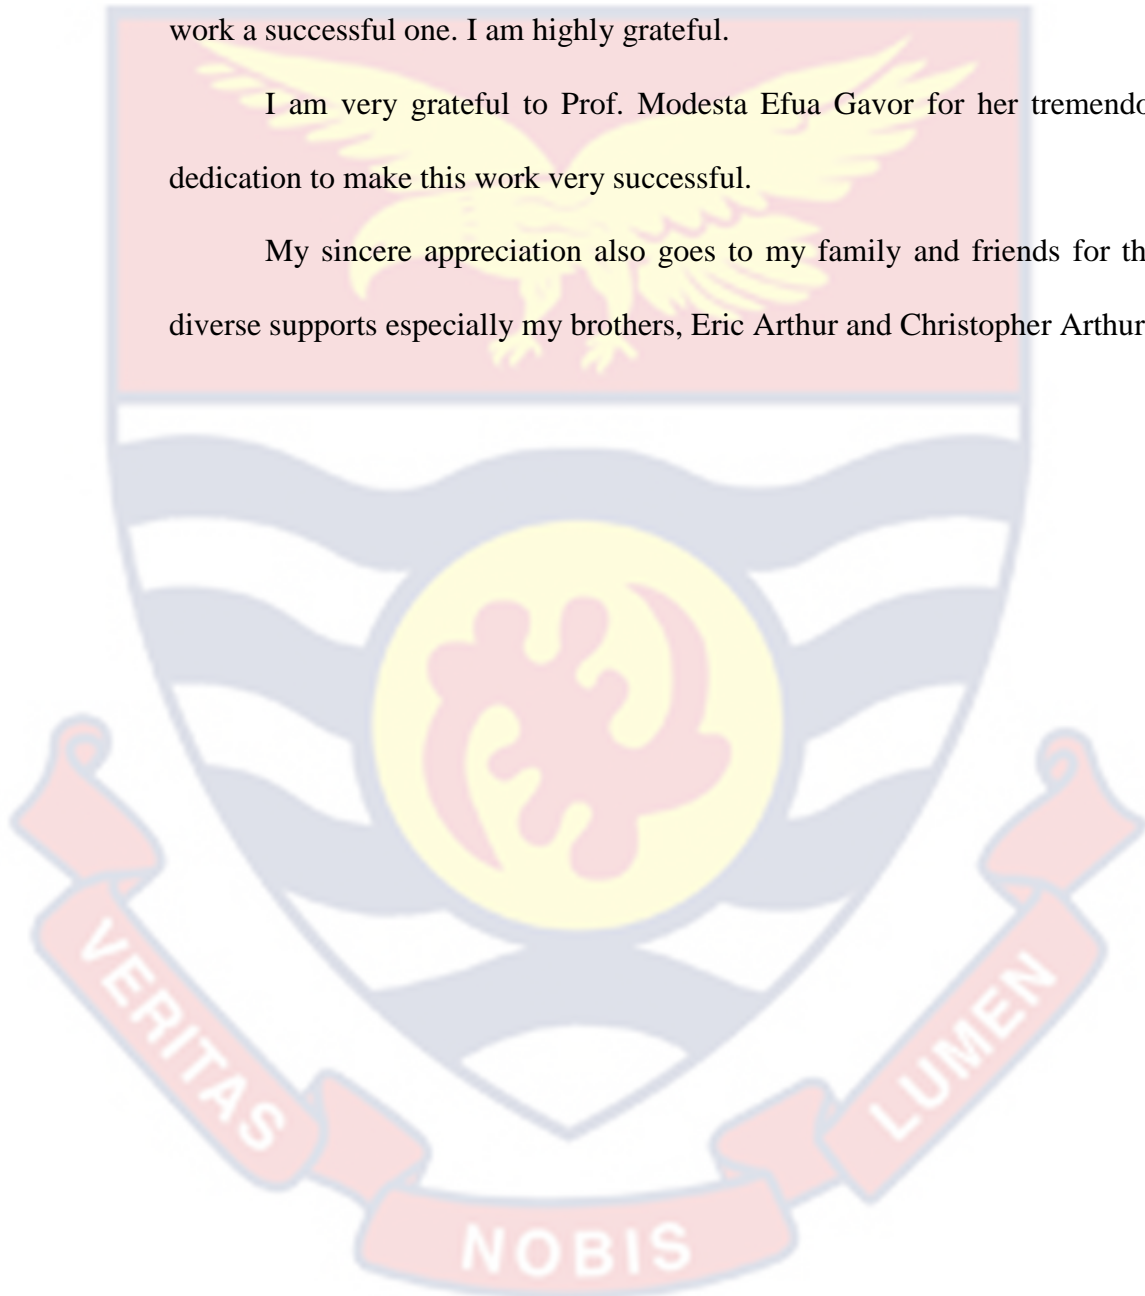 work a successful one. I am highly grateful.
I am very grateful to Prof. Modesta Efua Gavor for her
dedication to make this work very successful.
My sincere appreciation also goes to my family and friends for
diverse supports especially my brothers, Eric Arthur and Christopher Arthur
VERITAS
NOBIS
LUMEN